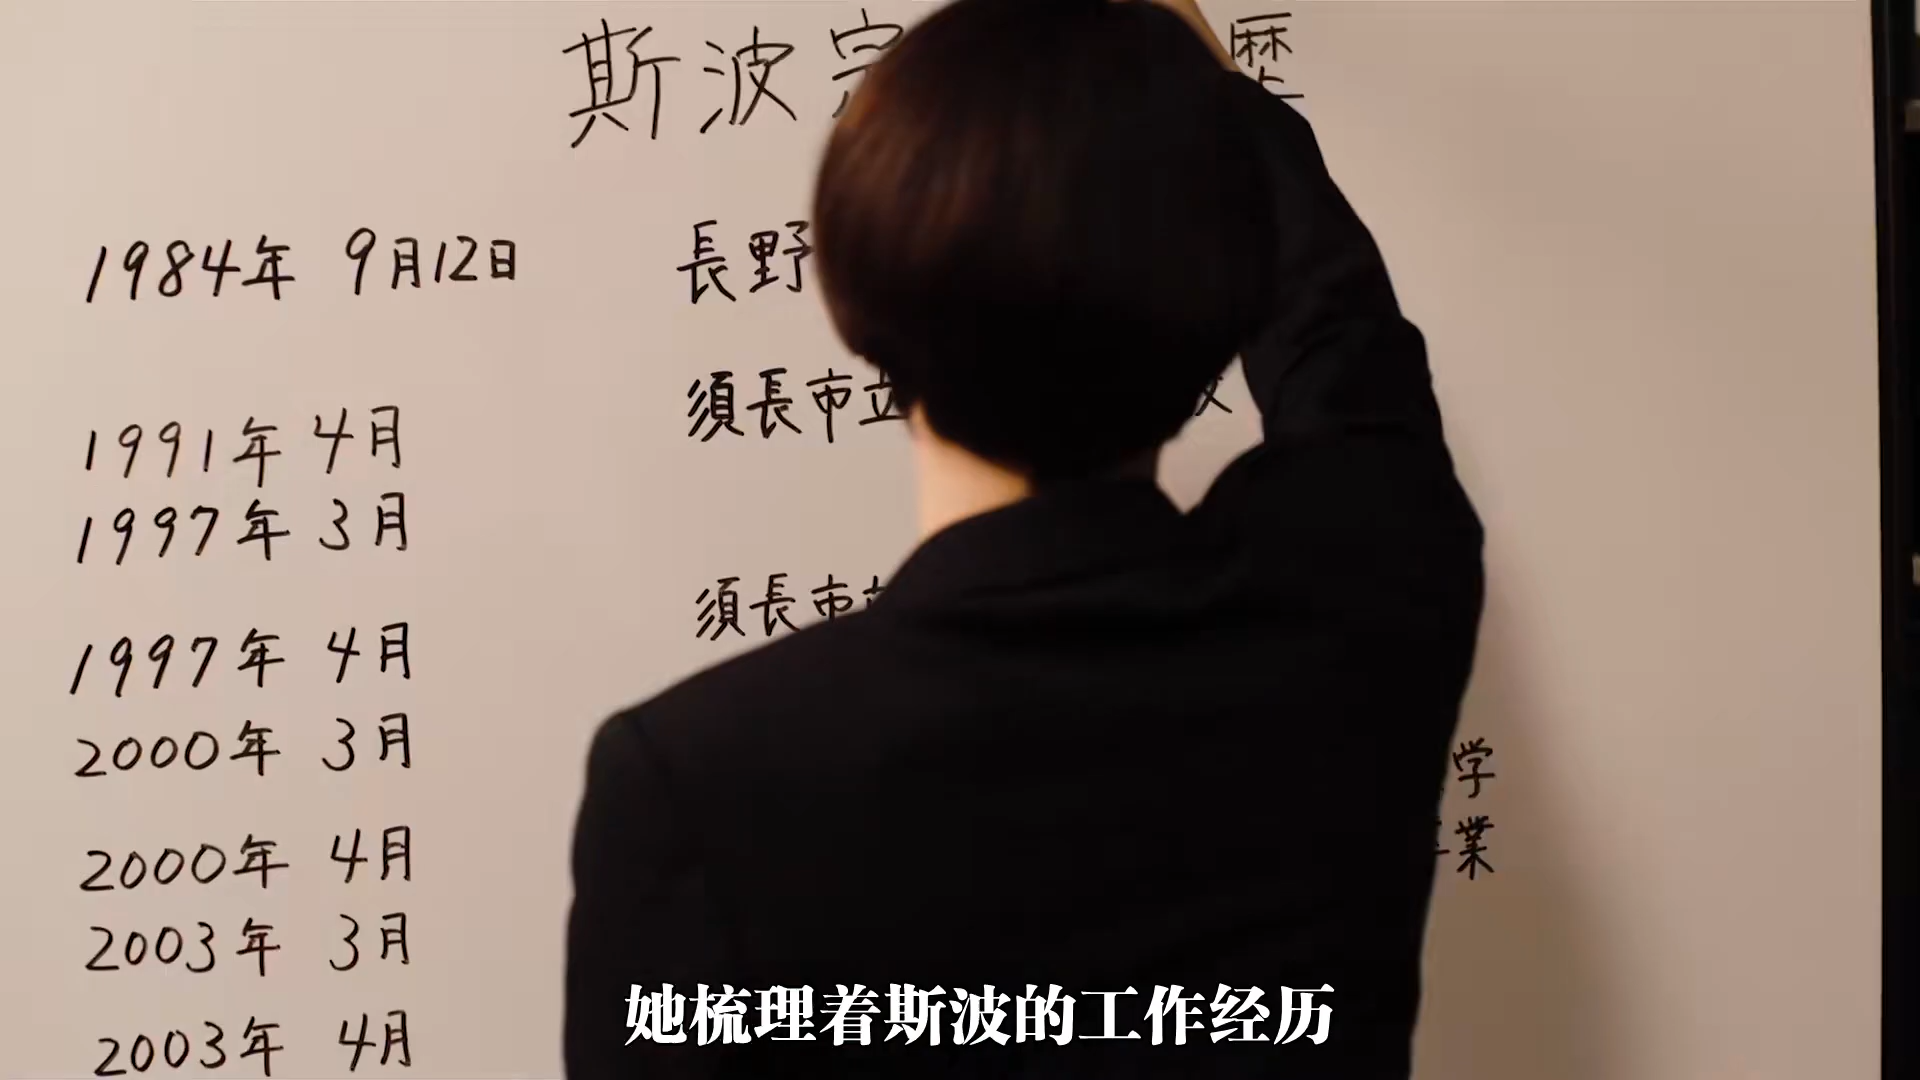 斯波宗 歴
1984年 9月12日 長野
1991年 4月 須長市立
1997年 3月
1997年 4月 須長市
2000年 3月 学
2000年 4月 業
2003年 3月
2003年 4月
她梳理着斯波的工作经历